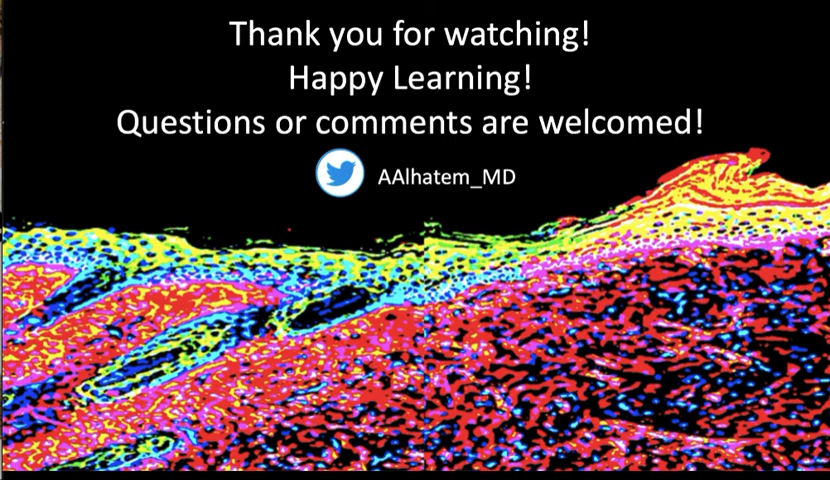 Thank you for watching!
Happy Learning!
Questions or comments are welcomed!
AAlhatem_MD